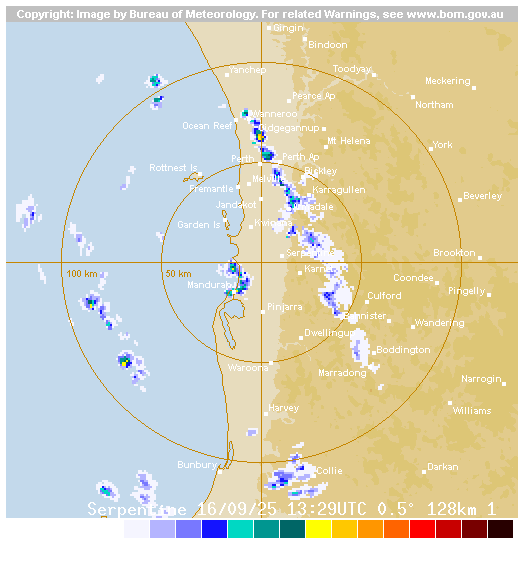 Copyright: Image by Bureau of Meteorology. For related Warnings, see www.bom.gov.au
Gingin
Bindoon
Yanchep
Toodyay
Meckering
Pearce Ap
Northam
Wanneroo
Ocean Reef
Mt Helena
York
Perth
Perth Ap
Rottnest Is
Bickley
Melville
Fremantle
Karragullen
Beverley
Jandakot
Garden Is
Kwinana
Brookton
100 km
50 km
Mandurah
Coondee
Pingelly
Culford
Pinjarra
Bannister
Wandering
Dwellingup
Boddington
Waroona
Marradong
Narrogin
Harvey
Williams
Bunbury
Collie
Darkan
Serpentine 16/09/25 13:29UTC 0.5° 128km 1